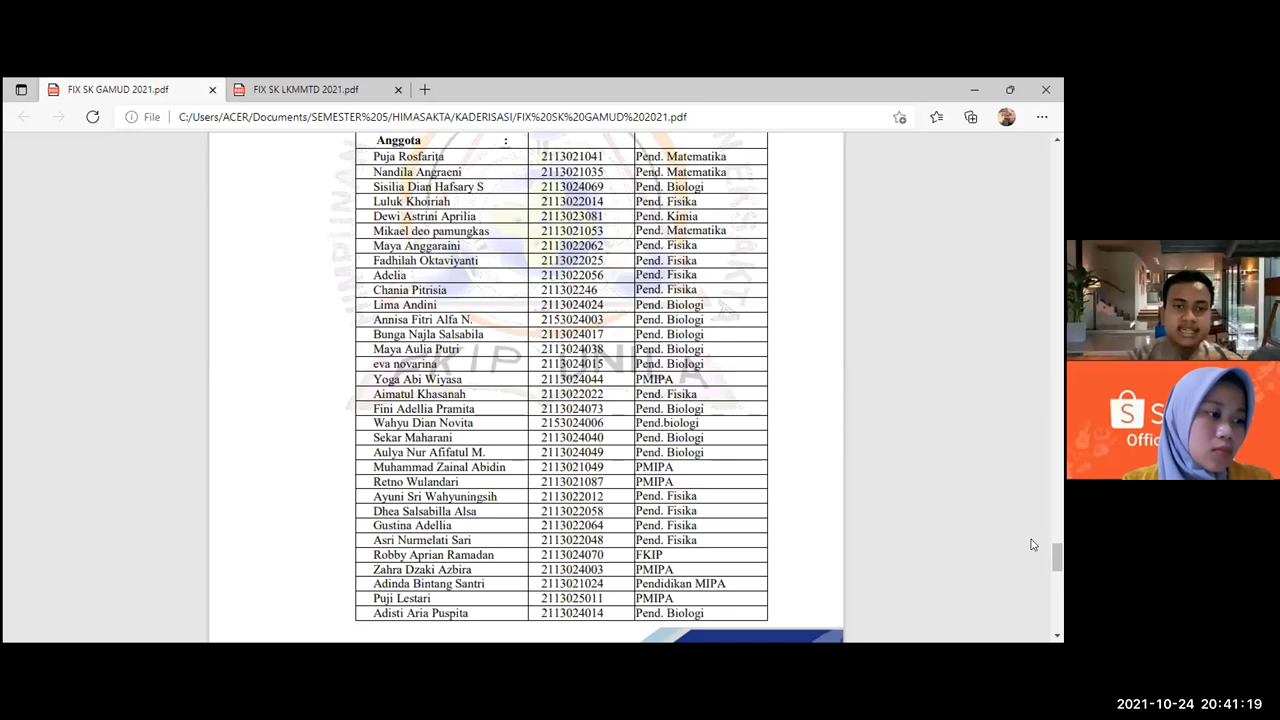 FIX SK GAMUD 2021.pdf
FIX SK LKMMTD 2021.pdf
File
C:/Users/ACER/Documents/SEMESTER%205/HIMASAKTA/KADERISASI/FIX%20SK%20GAMUD%202021.pdf
Anggota :
Puja Rosfarita 2113021041 Pend. Matematika
Nandila Angraeni 2113021035 Pend. Matematika
Sisilia Dian Hafsary S 2113024069 Pend. Biologi
Luluk Khoiriah 2113022014 Pend. Fisika
Dewi Astrini Aprilia 2113023081 Pend. Kimia
Mikael deo pamungkas 2113021053 Pend. Matematika
Maya Anggaraini 2113022062 Pend. Fisika
Fadhilah Oktaviyanti 2113022025 Pend. Fisika
Adelia 2113022056 Pend. Fisika
Chania Pitrisia 211302246 Pend. Fisika
Lima Andini 2113024024 Pend. Biologi
Annisa Fitri Alfa N. 2153024003 Pend. Biologi
Bunga Najla Salsabila 2113024017 Pend. Biologi
Maya Aulia Putri 2113024038 Pend. Biologi
eva novarina 2113024015 Pend. Biologi
Yoga Abi Wiyasa 2113024044 PMIPA
Aimatul Khasanah 2113022022 Pend. Fisika
Fini Adellia Pramita 2113024073 Pend. Biologi
Wahyu Dian Novita 2153024006 Pend.biologi
Sekar Maharani 2113024040 Pend. Biologi
Aulya Nur Afifatul M. 2113024049 Pend. Biologi
Muhammad Zainal Abidin 2113021049 PMIPA
Retno Wulandari 2113021087 PMIPA
Ayuni Sri Wahyuningsih 2113022012 Pend. Fisika
Dhea Salsabilla Alsa 2113022058 Pend. Fisika
Gustina Adellia 2113022064 Pend. Fisika
Asri Nurmelati Sari 2113022048 Pend. Fisika
Robby Aprian Ramadan 2113024070 FKIP
Zahra Dzaki Azbira 2113024003 PMIPA
Adinda Bintang Santri 2113021024 Pendidikan MIPA
Puji Lestari 2113025011 PMIPA
Adisti Aria Puspita 2113024014 Pend. Biologi
KIP UNILA
S
Offic
2021-10-24 20:41:19